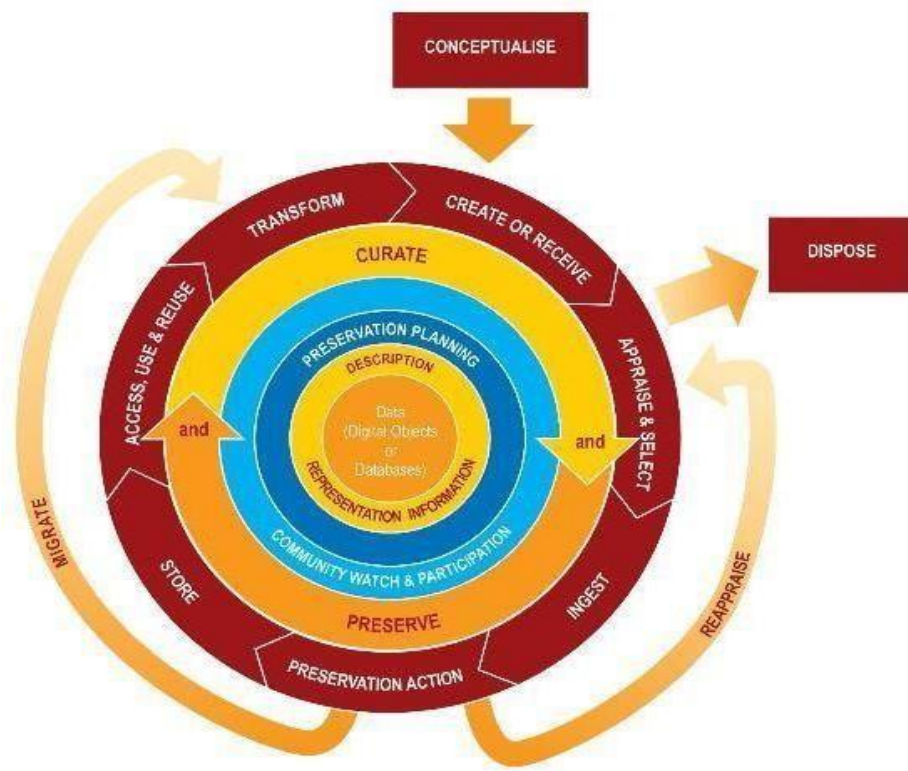 CONCEPTUALISE
DISPOSE
TRANSFORM
CREATE OR RECEIVE
APPRAISE & SELECT
INGEST
PRESERVATION ACTION
STORE
ACCESS, USE & REUSE
MIGRATE
REAPPRAISE
CURATE
and
PRESERVE
and
COMMUNITY WATCH & PARTICIPATION
PRESERVATION PLANNING
DESCRIPTION
REPRESENTATION INFORMATION
Data
(Digital Objects
or
Databases)